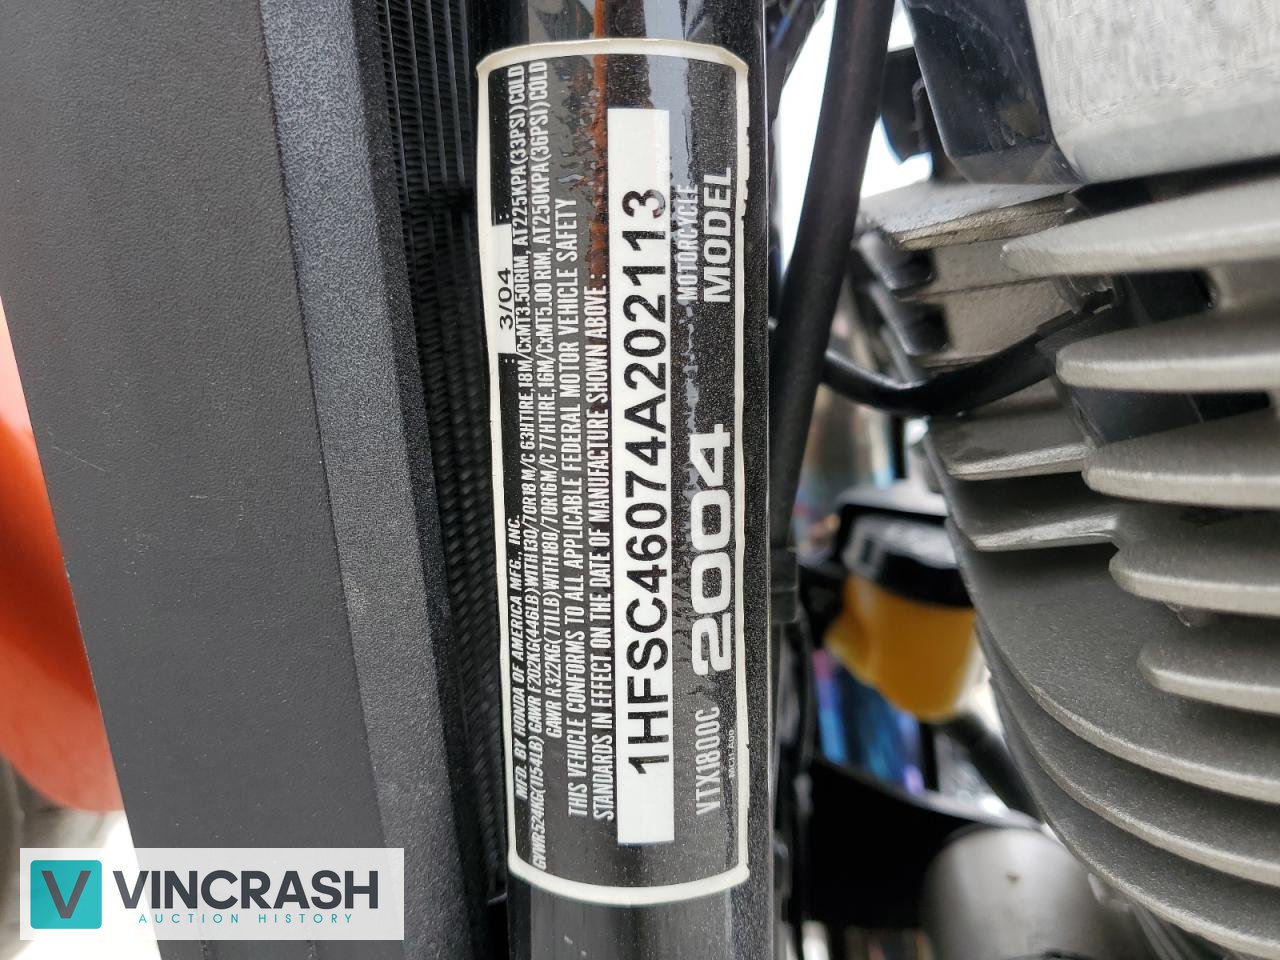 MFD. BY HONDA OF AMERICA MFG., INC. 3/04
GVWR 524KG(1154LB) GAWR F202KG(446LB)WITH130/70R18 M/C 63HTIRE,18M/CxMT3.50RIM, AT225KPA(33PSI)COLD
GAWR R322KG(711LB)WITH180/70R16M/C 77HTIRE,16M/CxMT5.00 RIM, AT250KPA(36PSI)COLD
THIS VEHICLE CONFORMS TO ALL APPLICABLE FEDERAL MOTOR VEHICLE SAFETY
STANDARDS IN EFFECT ON THE DATE OF MANUFACTURE SHOWN ABOVE :
1HFSC46074A202113
VTX1800C 2004 MOTORCYCLE
MODEL
VINCRASH
AUCTION HISTORY